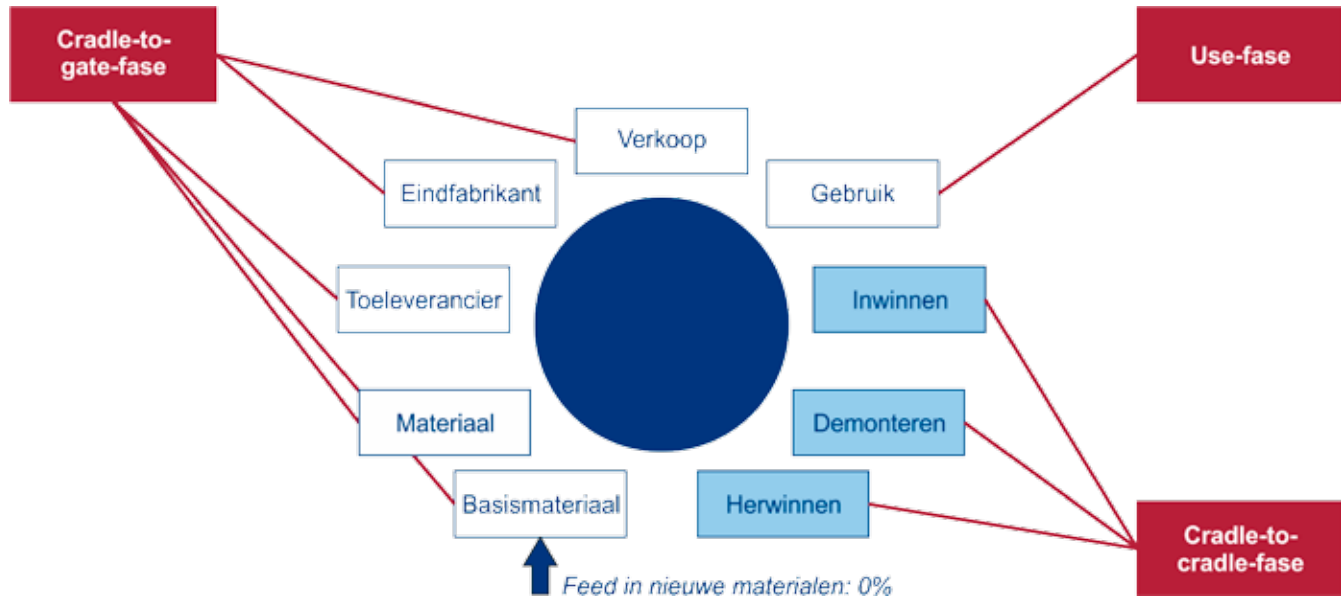 Cradle-to-
gate-fase
Use-fase
Verkoop
Eindfabrikant
Gebruik
Toeleverancier
Inwinnen
Materiaal
Demonteren
Basismateriaal
Herwinnen
Cradle-to-
cradle-fase
Feed in nieuwe materialen: 0%